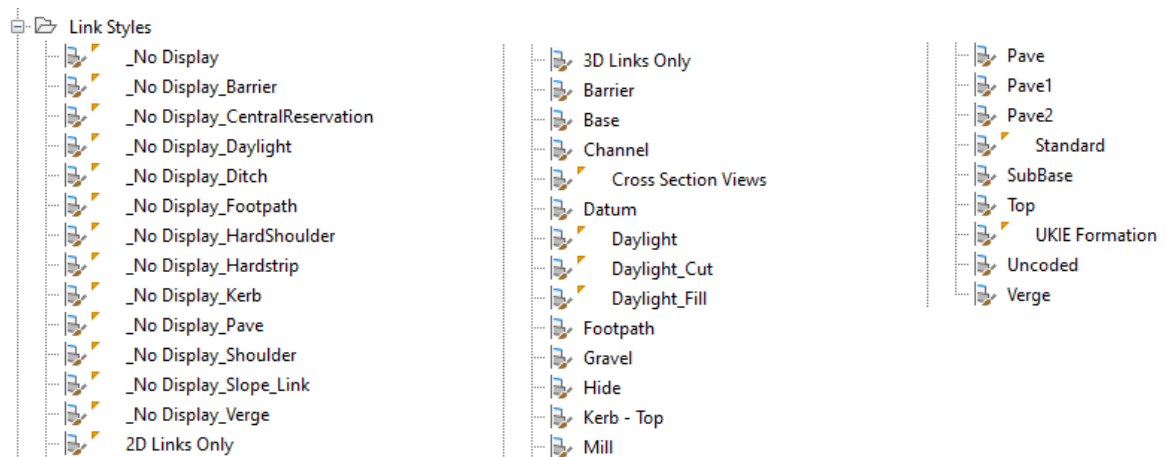 Link Styles
_No Display
_No Display_Barrier
_No Display_CentralReservation
_No Display_Daylight
_No Display_Ditch
_No Display_Footpath
_No Display_HardShoulder
_No Display_Hardstrip
_No Display_Kerb
_No Display_Pave
_No Display_Shoulder
_No Display_Slope_Link
_No Display_Verge
2D Links Only
3D Links Only
Barrier
Base
Channel
Cross Section Views
Datum
Daylight
Daylight_Cut
Daylight_Fill
Footpath
Gravel
Hide
Kerb - Top
Mill
Pave
Pave1
Pave2
Standard
SubBase
Top
UKIE Formation
Uncoded
Verge